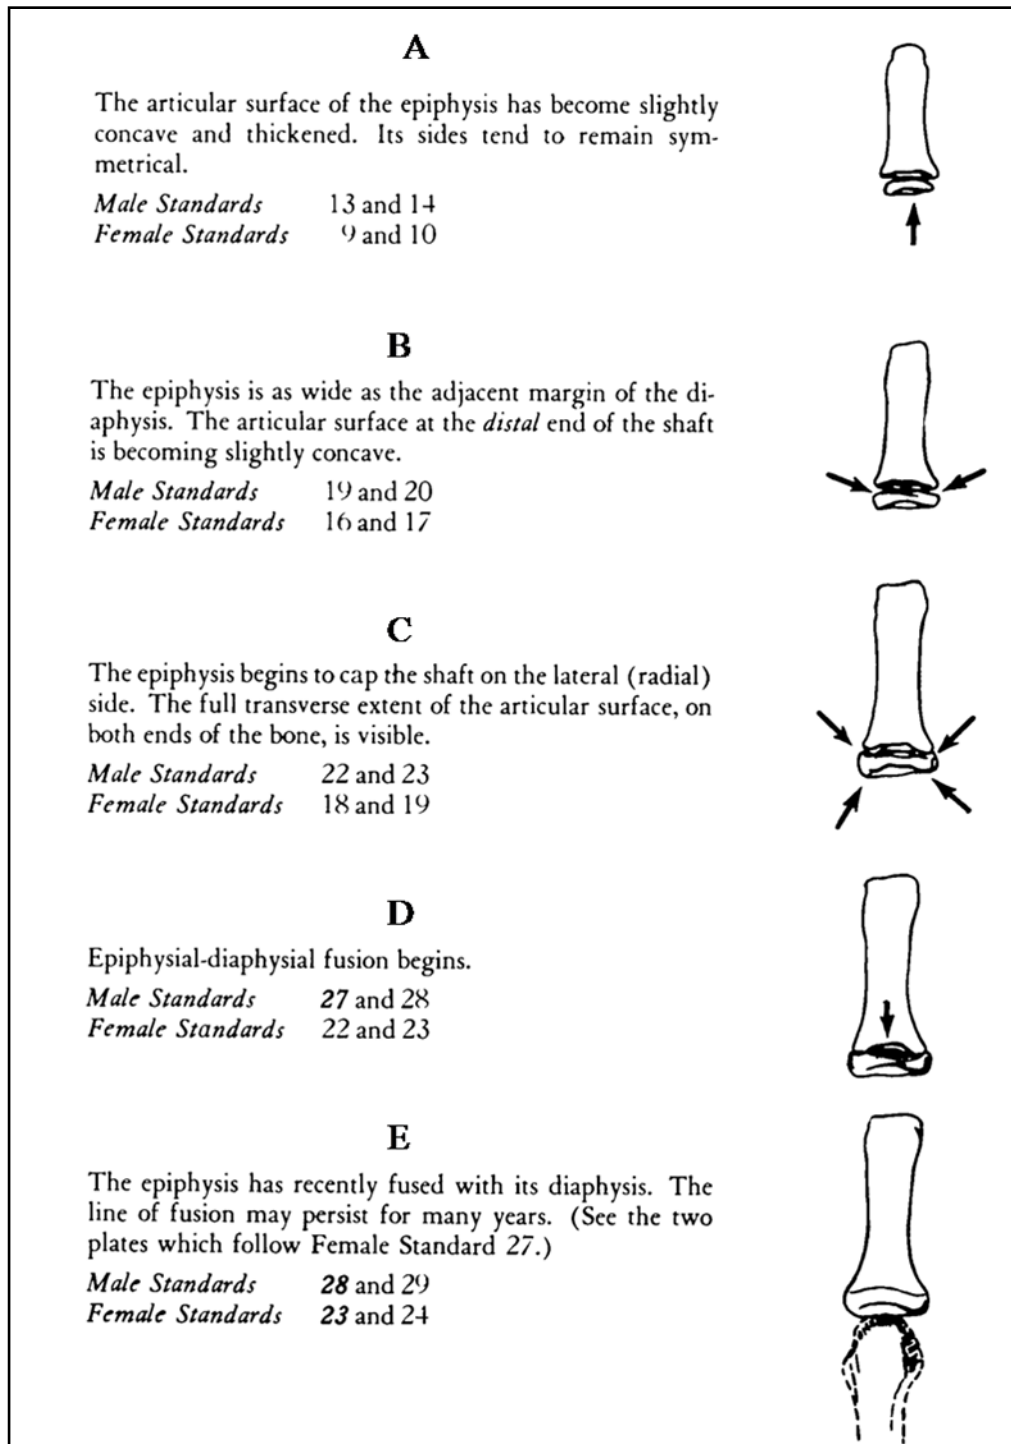 A
The articular surface of the epiphysis has become slightly
concave and thickened. Its sides tend to remain sym-
metrical.
Male Standards 13 and 14
Female Standards 9 and 10
B
The epiphysis is as wide as the adjacent margin of the di-
aphysis. The articular surface at the distal end of the shaft
is becoming slightly concave.
Male Standards 19 and 20
Female Standards 16 and 17
C
The epiphysis begins to cap the shaft on the lateral (radial)
side. The full transverse extent of the articular surface, on
both ends of the bone, is visible.
Male Standards 22 and 23
Female Standards 18 and 19
D
Epiphysial-diaphysial fusion begins.
Male Standards 27 and 28
Female Standards 22 and 23
E
The epiphysis has recently fused with its diaphysis. The
line of fusion may persist for many years. (See the two
plates which follow Female Standard 27.)
Male Standards 28 and 29
Female Standards 23 and 24